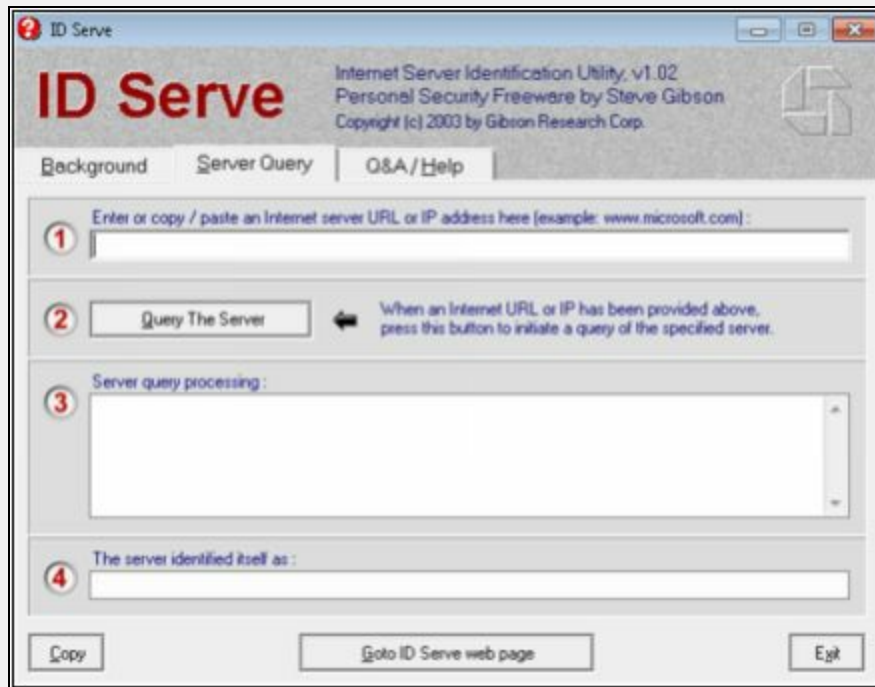 ID Serve
ID Serve
Internet Server Identification Utility, v1.02
Personal Security Freeware by Steve Gibson
Copyright (c) 2003 by Gibson Research Corp.
Background
Server Query
Q&A / Help
1
Enter or copy / paste an Internet server URL or IP address here (example: www.microsoft.com) :
2
Query The Server
When an Internet URL or IP has been provided above,
press this button to initiate a query of the specified server.
3
Server query processing :
4
The server identified itself as :
Copy
Goto ID Serve web page
Exit